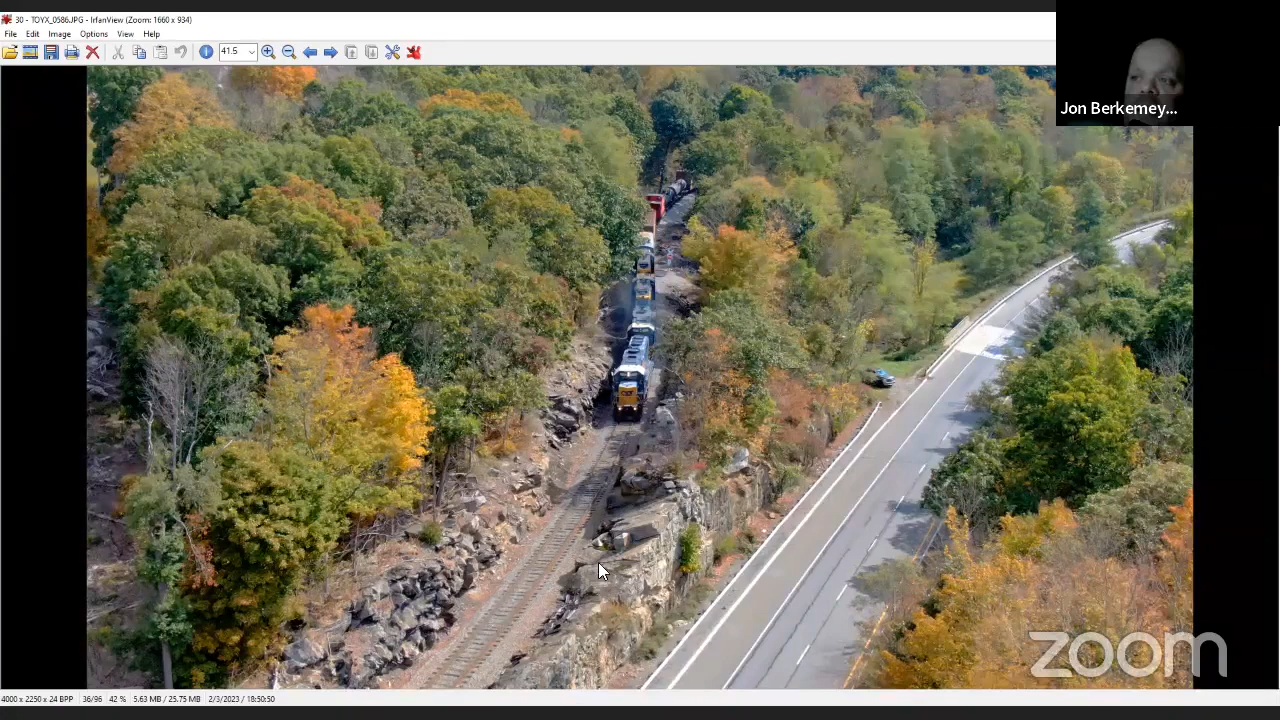 30 - TOYX_0586.JPG - IrfanView (Zoom: 1660 x 934)
File Edit Image Options View Help
41.5
Jon Berkemey...
zoom
4000 x 2250 x 24 BPP 36/96 42 % 5.63 MB / 25.75 MB 2/3/2023 / 18:50:50